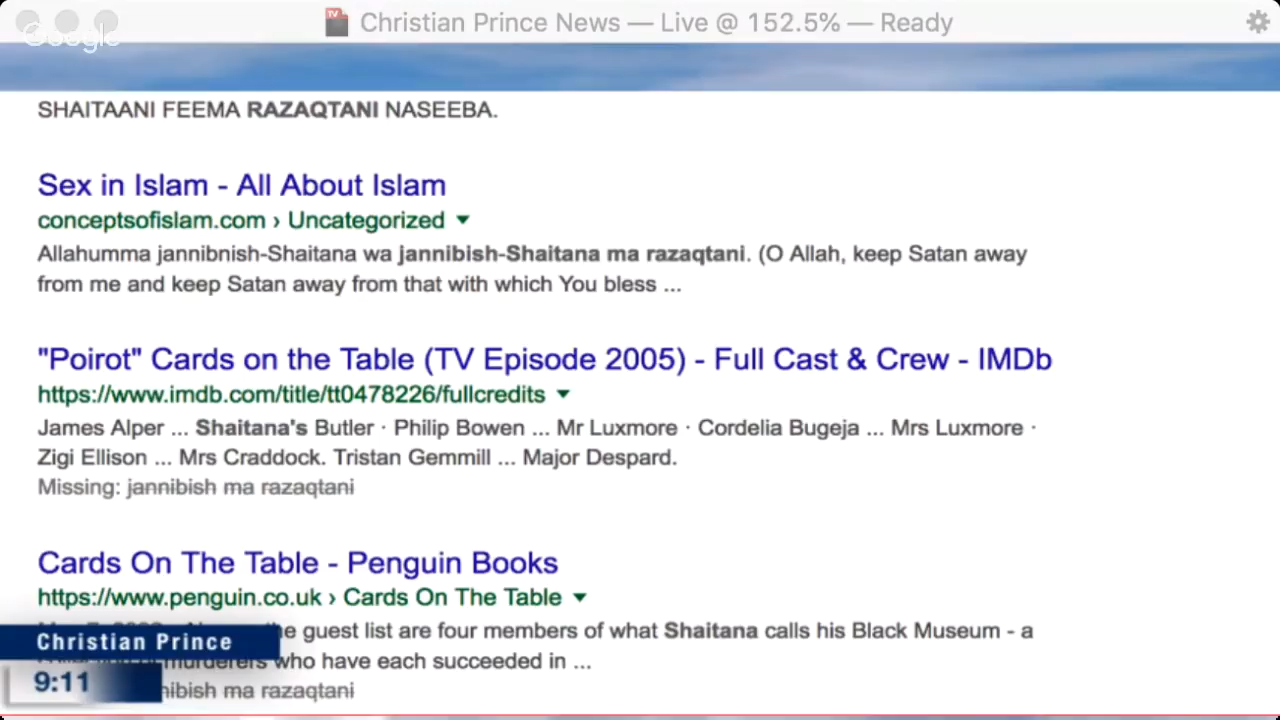 Google
Christian Prince News — Live @ 152.5% — Ready
SHAITAANI FEEMA RAZAQTANI NASEEBA.
Sex in Islam - All About Islam
conceptsofislam.com › Uncategorized
Allahumma jannibnish-Shaitana wa jannibish-Shaitana ma razaqtani. (O Allah, keep Satan away
from me and keep Satan away from that with which You bless ...
"Poirot" Cards on the Table (TV Episode 2005) - Full Cast & Crew - IMDb
https://www.imdb.com/title/tt0478226/fullcredits
James Alper ... Shaitana's Butler · Philip Bowen ... Mr Luxmore · Cordelia Bugeja ... Mrs Luxmore ·
Zigi Ellison ... Mrs Craddock. Tristan Gemmill ... Major Despard.
Missing: jannibish ma razaqtani
Cards On The Table - Penguin Books
https://www.penguin.co.uk › Cards On The Table
guest list are four members of what Shaitana calls his Black Museum - a
Christian Prince
murderers who have each succeeded in ...
9:11
ma razaqtani